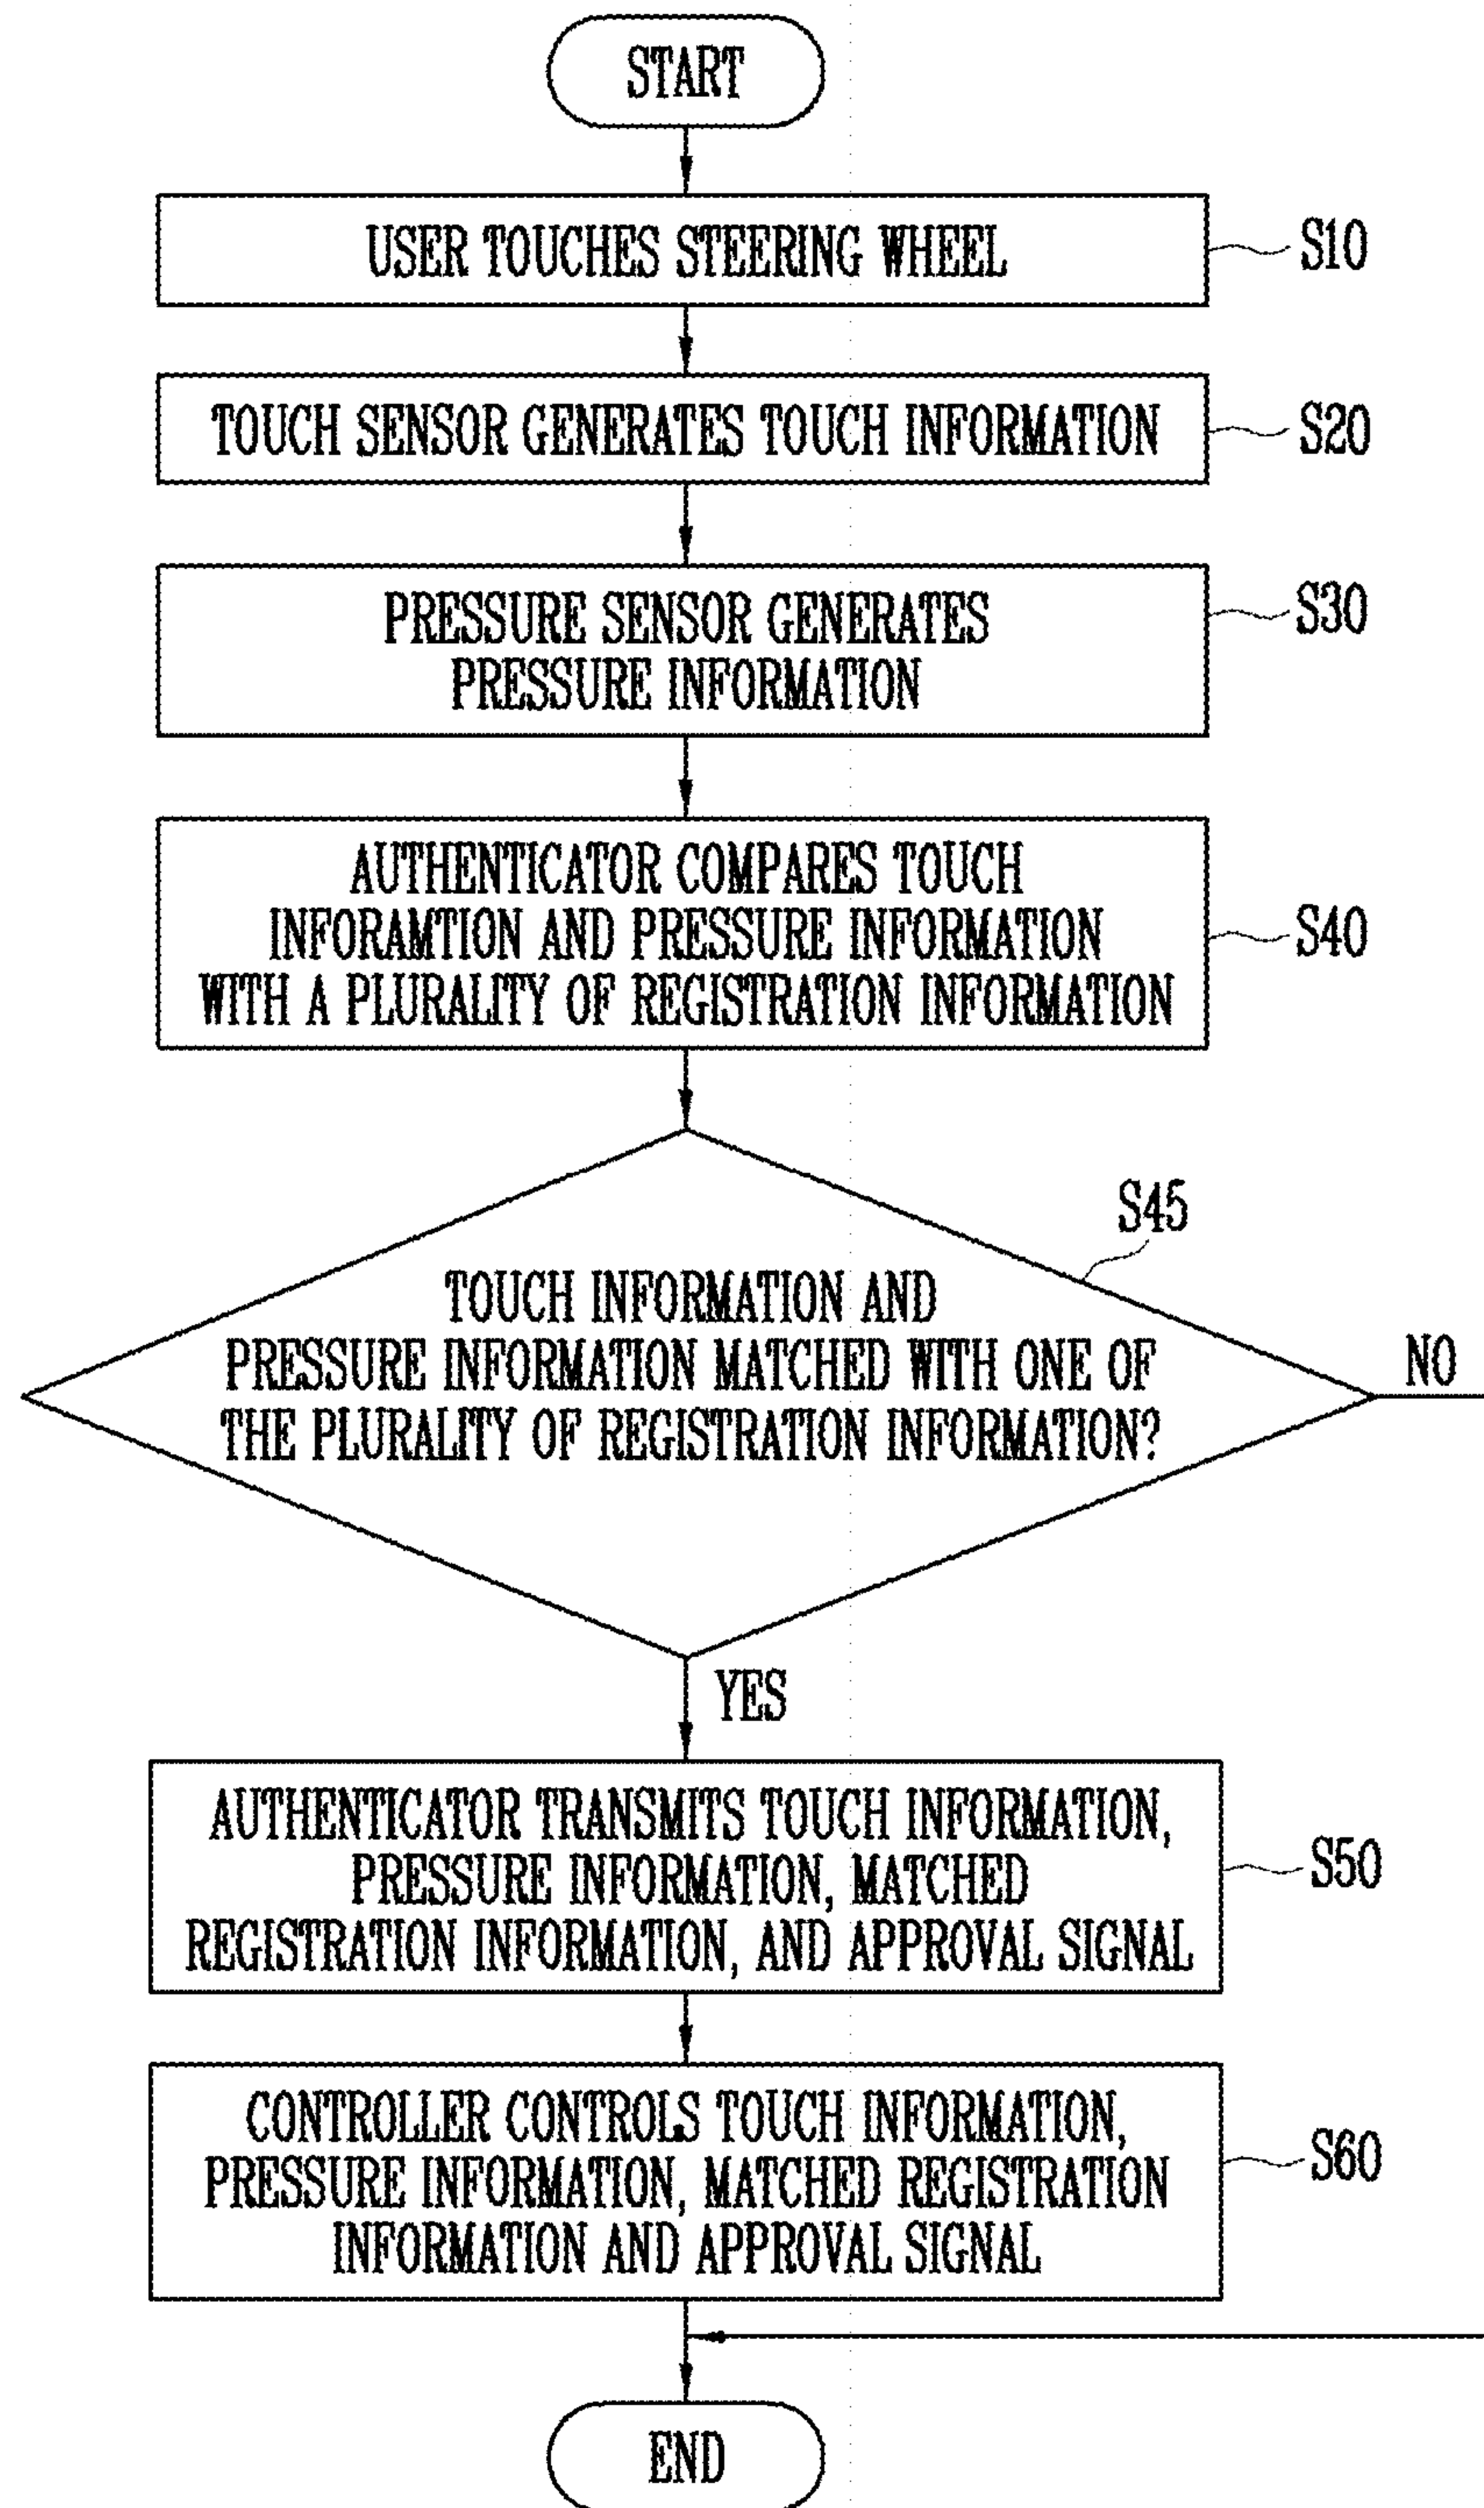 START
USER TOUCHES STEERING WHEEL
S10
TOUCH SENSOR GENERATES TOUCH INFORMATION
S20
PRESSURE SENSOR GENERATES
PRESSURE INFORMATION
S30
AUTHENTICATOR COMPARES TOUCH
INFORAMTION AND PRESSURE INFORMATION
WITH A PLURALITY OF REGISTRATION INFORMATION
S40
S45
TOUCH INFORMATION AND
PRESSURE INFORMATION MATCHED WITH ONE OF
THE PLURALITY OF REGISTRATION INFORMATION?
NO
YES
AUTHENTICATOR TRANSMITS TOUCH INFORMATION,
PRESSURE INFORMATION, MATCHED
REGISTRATION INFORMATION, AND APPROVAL SIGNAL
S50
CONTROLLER CONTROLS TOUCH INFORMATION,
PRESSURE INFORMATION, MATCHED REGISTRATION
INFORMATION AND APPROVAL SIGNAL
S60
END